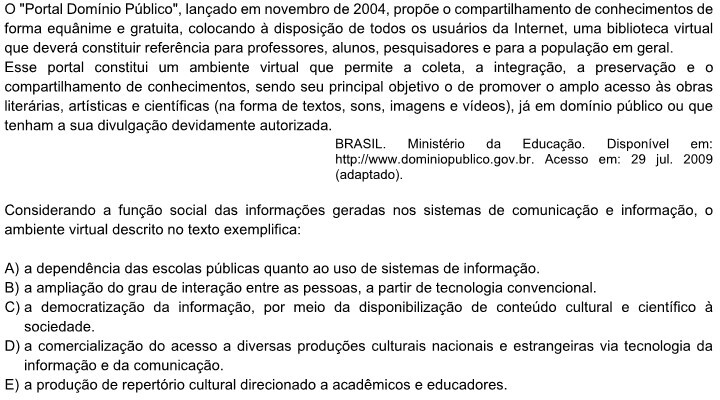 O "Portal Domínio Público", lançado em novembro de 2004, propõe o compartilhamento de conhecimentos de
forma equânime e gratuita, colocando à disposição de todos os usuários da Internet, uma biblioteca virtual
que deverá constituir referência para professores, alunos, pesquisadores e para a população em geral.
Esse portal constitui um ambiente virtual que permite a coleta, a integração, a preservação e o
compartilhamento de conhecimentos, sendo seu principal objetivo o de promover o amplo acesso às obras
literárias, artísticas e científicas (na forma de textos, sons, imagens e vídeos), já em domínio público ou que
tenham a sua divulgação devidamente autorizada.
BRASIL. Ministério da Educação. Disponível em:
http://www.dominiopublico.gov.br. Acesso em: 29 jul. 2009
(adaptado).
Considerando a função social das informações geradas nos sistemas de comunicação e informação, o
ambiente virtual descrito no texto exemplifica:
A) a dependência das escolas públicas quanto ao uso de sistemas de informação.
B) a ampliação do grau de interação entre as pessoas, a partir de tecnologia convencional.
C) a democratização da informação, por meio da disponibilização de conteúdo cultural e científico à
sociedade.
D) a comercialização do acesso a diversas produções culturais nacionais e estrangeiras via tecnologia da
informação e da comunicação.
E) a produção de repertório cultural direcionado a acadêmicos e educadores.